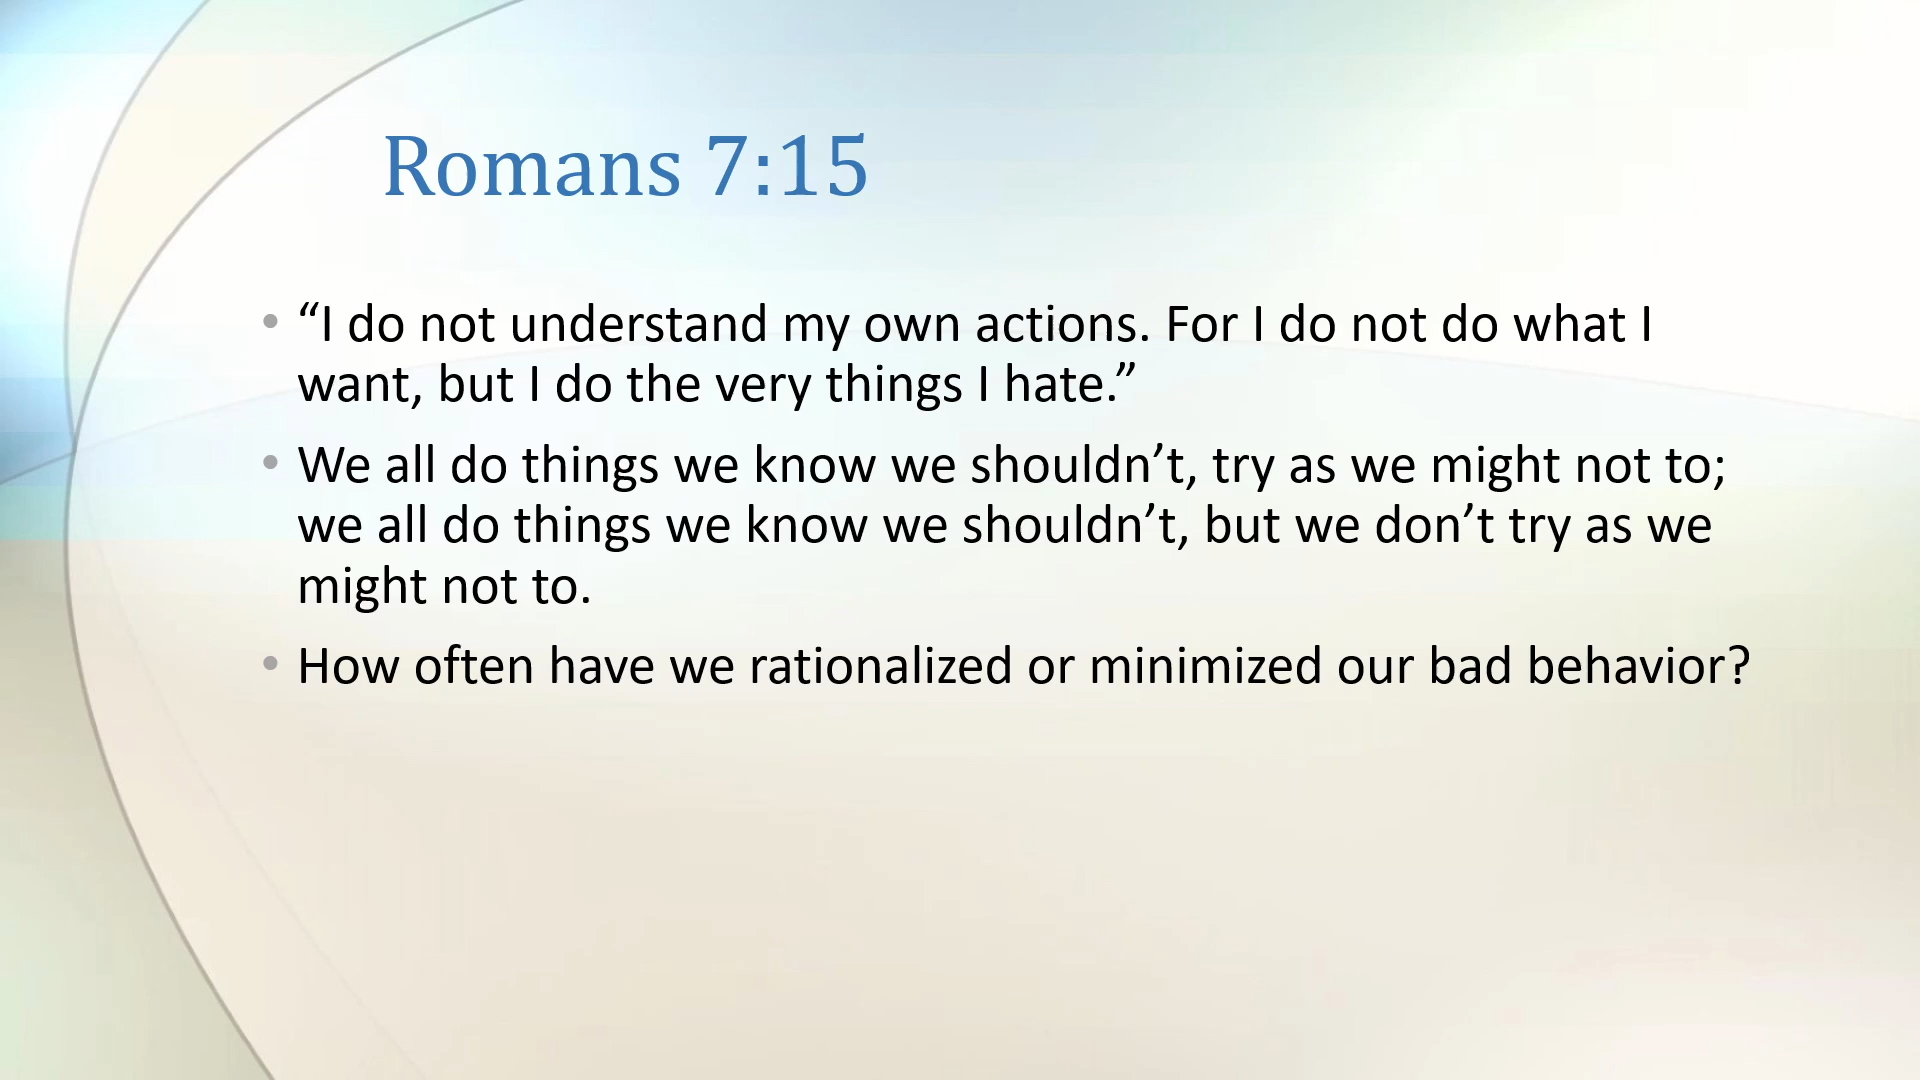 Romans 7:15
• “I do not understand my own actions. For I do not do what I
want, but I do the very things I hate.”
• We all do things we know we shouldn’t, try as we might not to;
we all do things we know we shouldn’t, but we don’t try as we
might not to.
• How often have we rationalized or minimized our bad behavior?